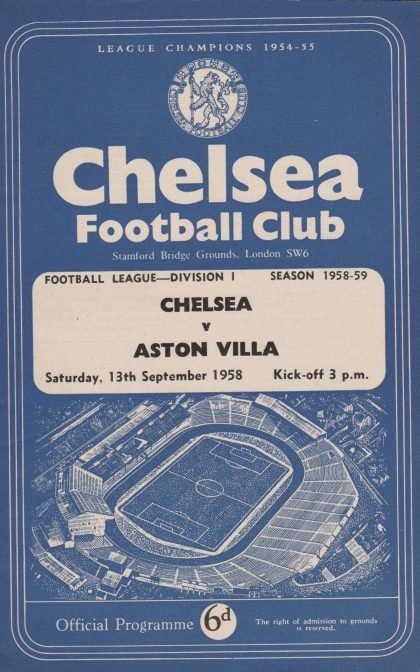 LEAGUE CHAMPIONS 1954-55
Chelsea
Football Club
Stamford Bridge Grounds, London SW6
FOOTBALL LEAGUE—DIVISION I SEASON 1958-59
CHELSEA
v
ASTON VILLA
Saturday, 13th September 1958 Kick-off 3 p.m.
Official Programme 6d The right of admission to grounds
is reserved.